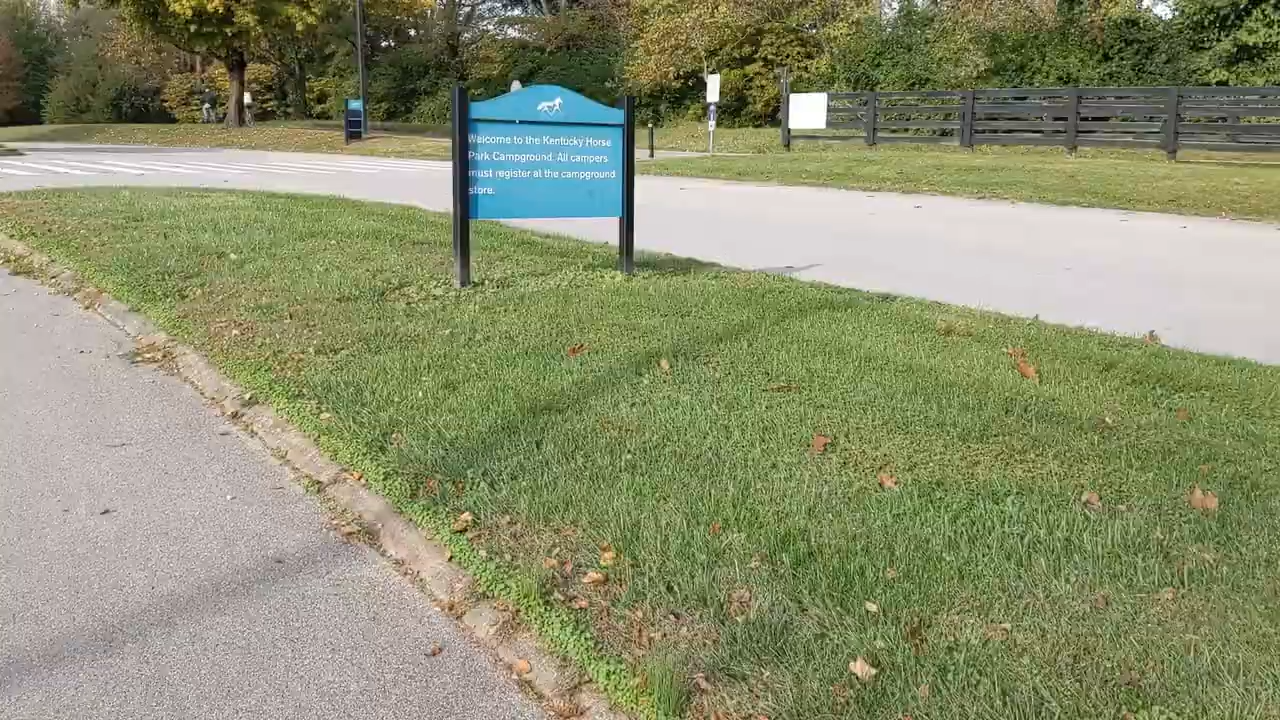 Welcome to the Kentucky Horse
Park Campground. All campers
must register at the campground
store.